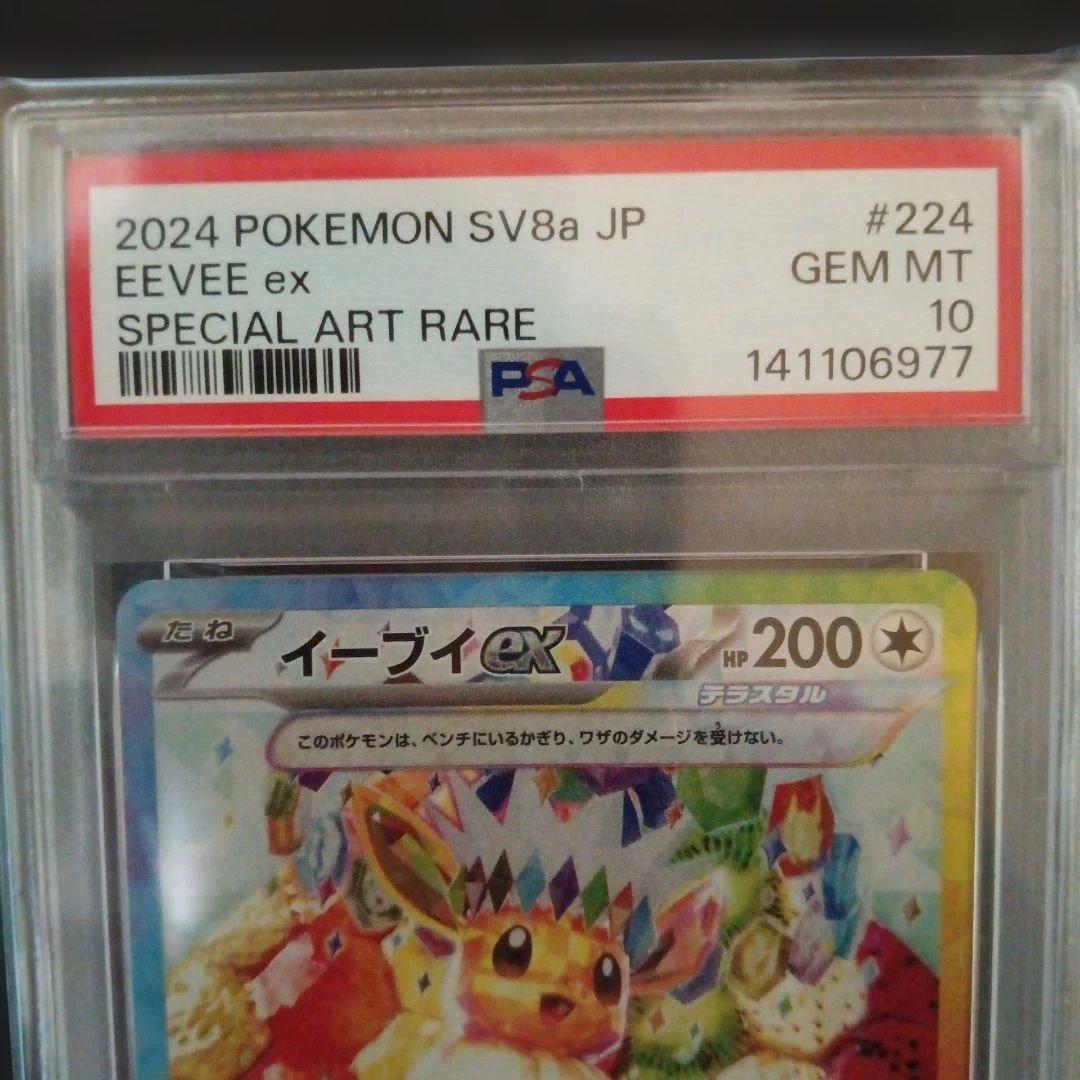 2024 POKEMON SV8a JP #224
EEVEE ex GEM MT
SPECIAL ART RARE 10
PSA 141106977
たね イーブイex HP 200
テラスタル
このポケモンは、ベンチにいるかぎり、ワザのダメージを受けない。